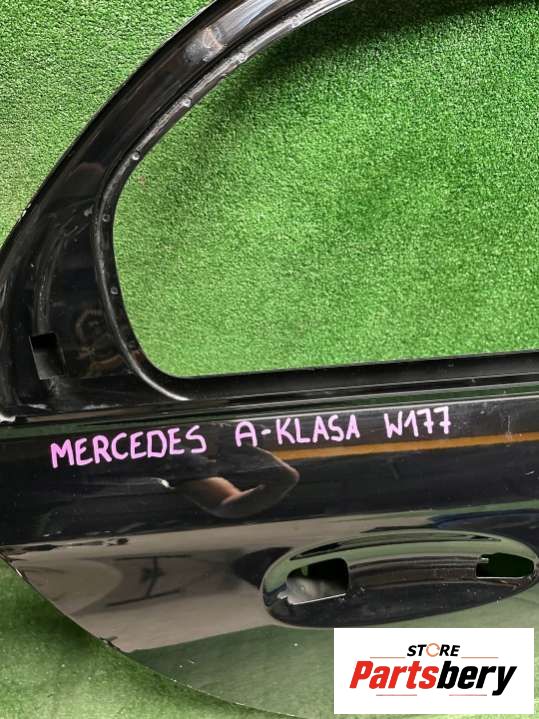 MERCEDES A-KLASA W177
STORE
Partsbery